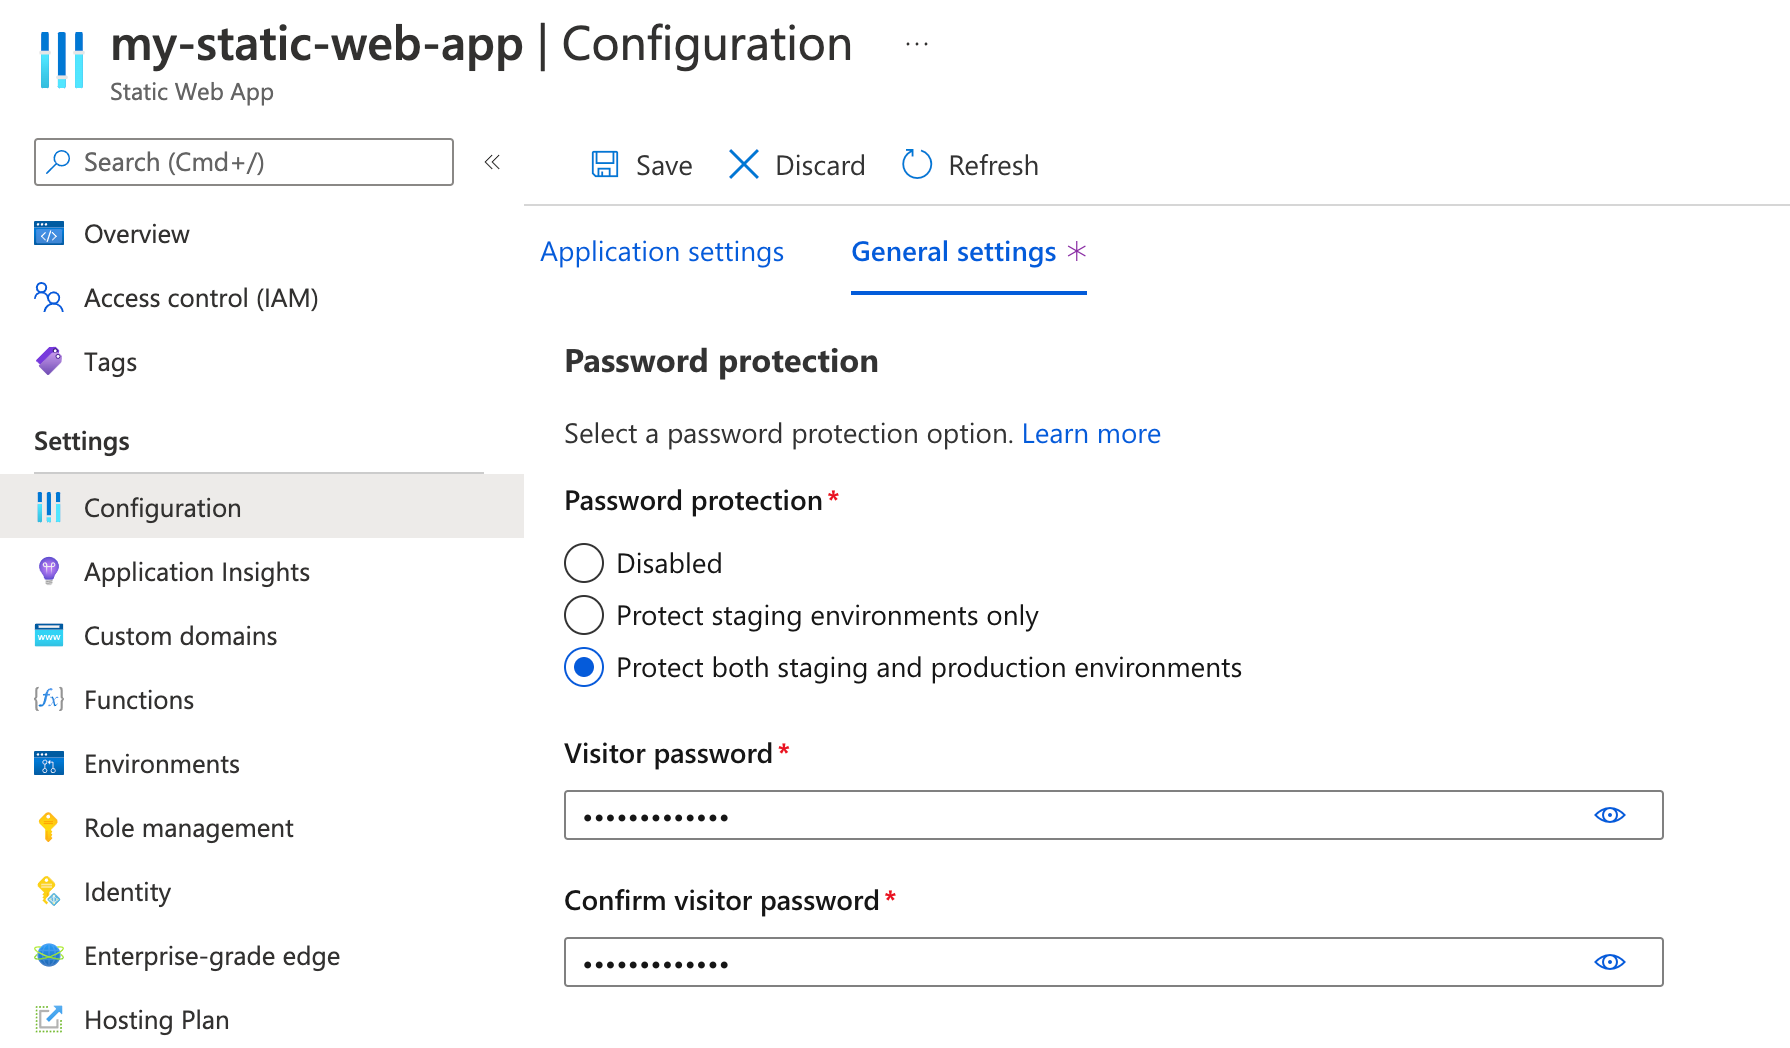 my-static-web-app | Configuration ...
Static Web App
Search (Cmd+/)
«
Save
Discard
Refresh
Overview
Access control (IAM)
Tags
Settings
Configuration
Application Insights
Custom domains
Functions
Environments
Role management
Identity
Enterprise-grade edge
Hosting Plan
Application settings
General settings *
Password protection
Select a password protection option. Learn more
Password protection *
Disabled
Protect staging environments only
Protect both staging and production environments
Visitor password *
•••••••••••••
Confirm visitor password *
•••••••••••••